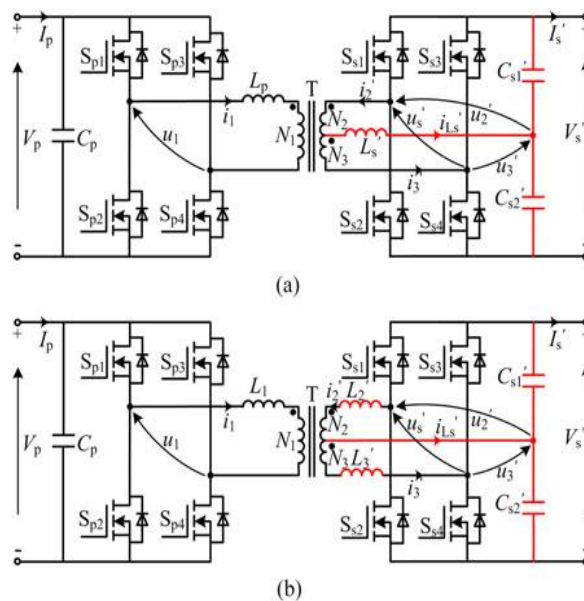 + Iₚ Sₚ₁ Sₚ₃ Sₛ₁ Sₛ₃ Iₛ′ +
Cₛ₁′
Lₚ T i₂′
Vₚ Cₚ u₁ i₁ N₁ N₂ Lₛ′ uₛ′ i_Lₛ′ u₂′ Vₛ′
N₃ i₃ u₃′
Sₚ₂ Sₚ₄ Sₛ₂ Sₛ₄ Cₛ₂′
- -
(a)
+ Iₚ Sₚ₁ Sₚ₃ Sₛ₁ Sₛ₃ Iₛ′ +
Cₛ₁′
L₁ T i₂′ L₂′
Vₚ Cₚ u₁ i₁ N₁ N₂ uₛ′ i_Lₛ′ u₂′ Vₛ′
N₃ L₃′ i₃ u₃′
Sₚ₂ Sₚ₄ Sₛ₂ Sₛ₄ Cₛ₂′
- -
(b)